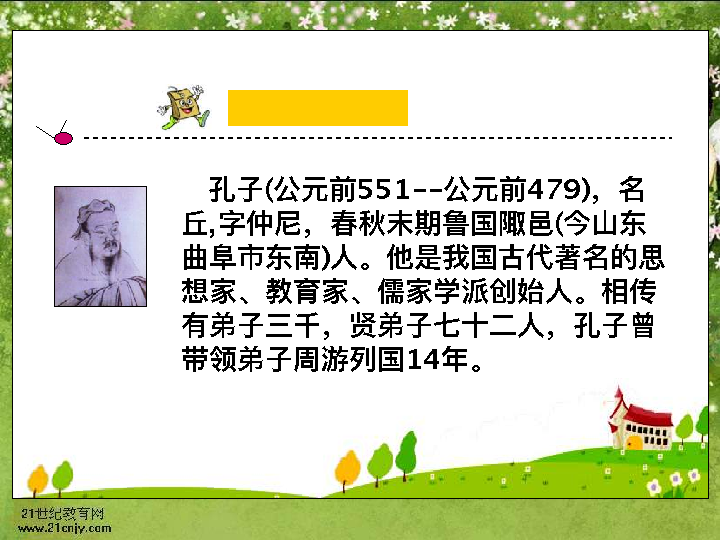 孔子(公元前551--公元前479)，名
丘,字仲尼，春秋末期鲁国陬邑(今山东
曲阜市东南)人。他是我国古代著名的思
想家、教育家、儒家学派创始人。相传
有弟子三千，贤弟子七十二人，孔子曾
带领弟子周游列国14年。
21世纪教育网
www.21cnjy.com